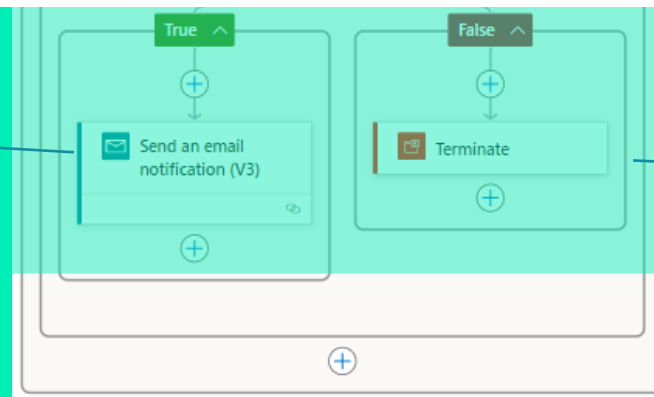 True
False
Send an email
notification (V3)
Terminate